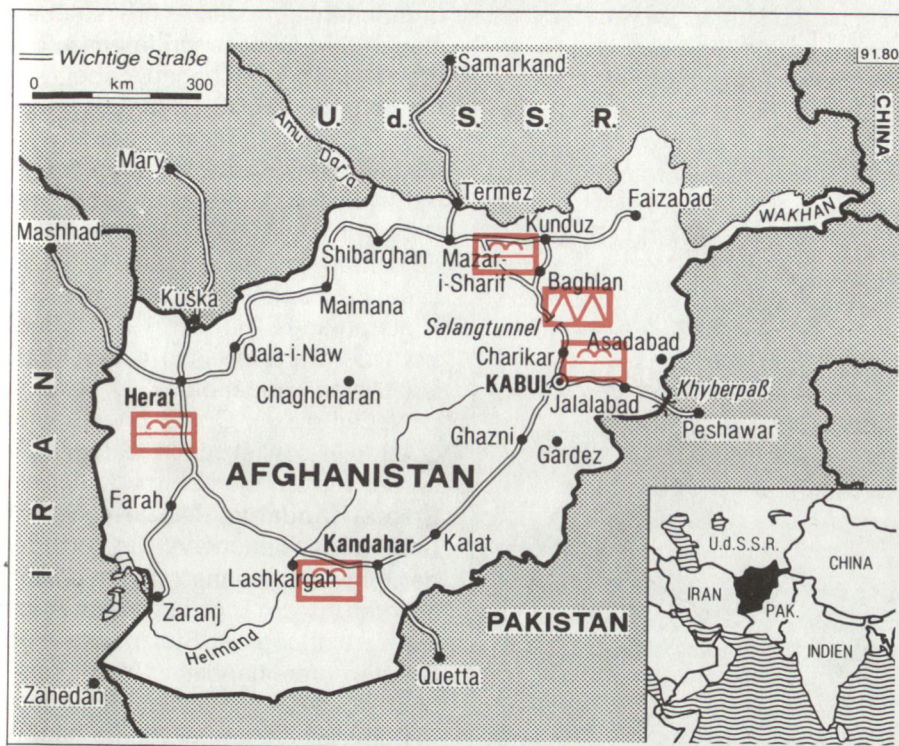 Wichtige Straße
0 km 300
91.80
Samarkand
U. d. S. S. R.
CHINA
Amu Darja
Mary
Termez
Faizabad
Mashhad
Kunduz
WAKHAN
Shibarghan
Mazar-
i-Sharif
Baghlan
Kuska
Maimana
Salangtunnel
Asadabad
Qala-i-Naw
Charikar
KABUL
Khyberpaß
Herat
Chaghcharan
Jalalabad
Peshawar
Ghazni
Gardez
IRAN
AFGHANISTAN
Farah
Kandahar
Kalat
Lashkargah
Zaranj
PAKISTAN
Helmand
Quetta
Zahedan
U.d.S.S.R.
CHINA
IRAN
PAK.
INDIEN